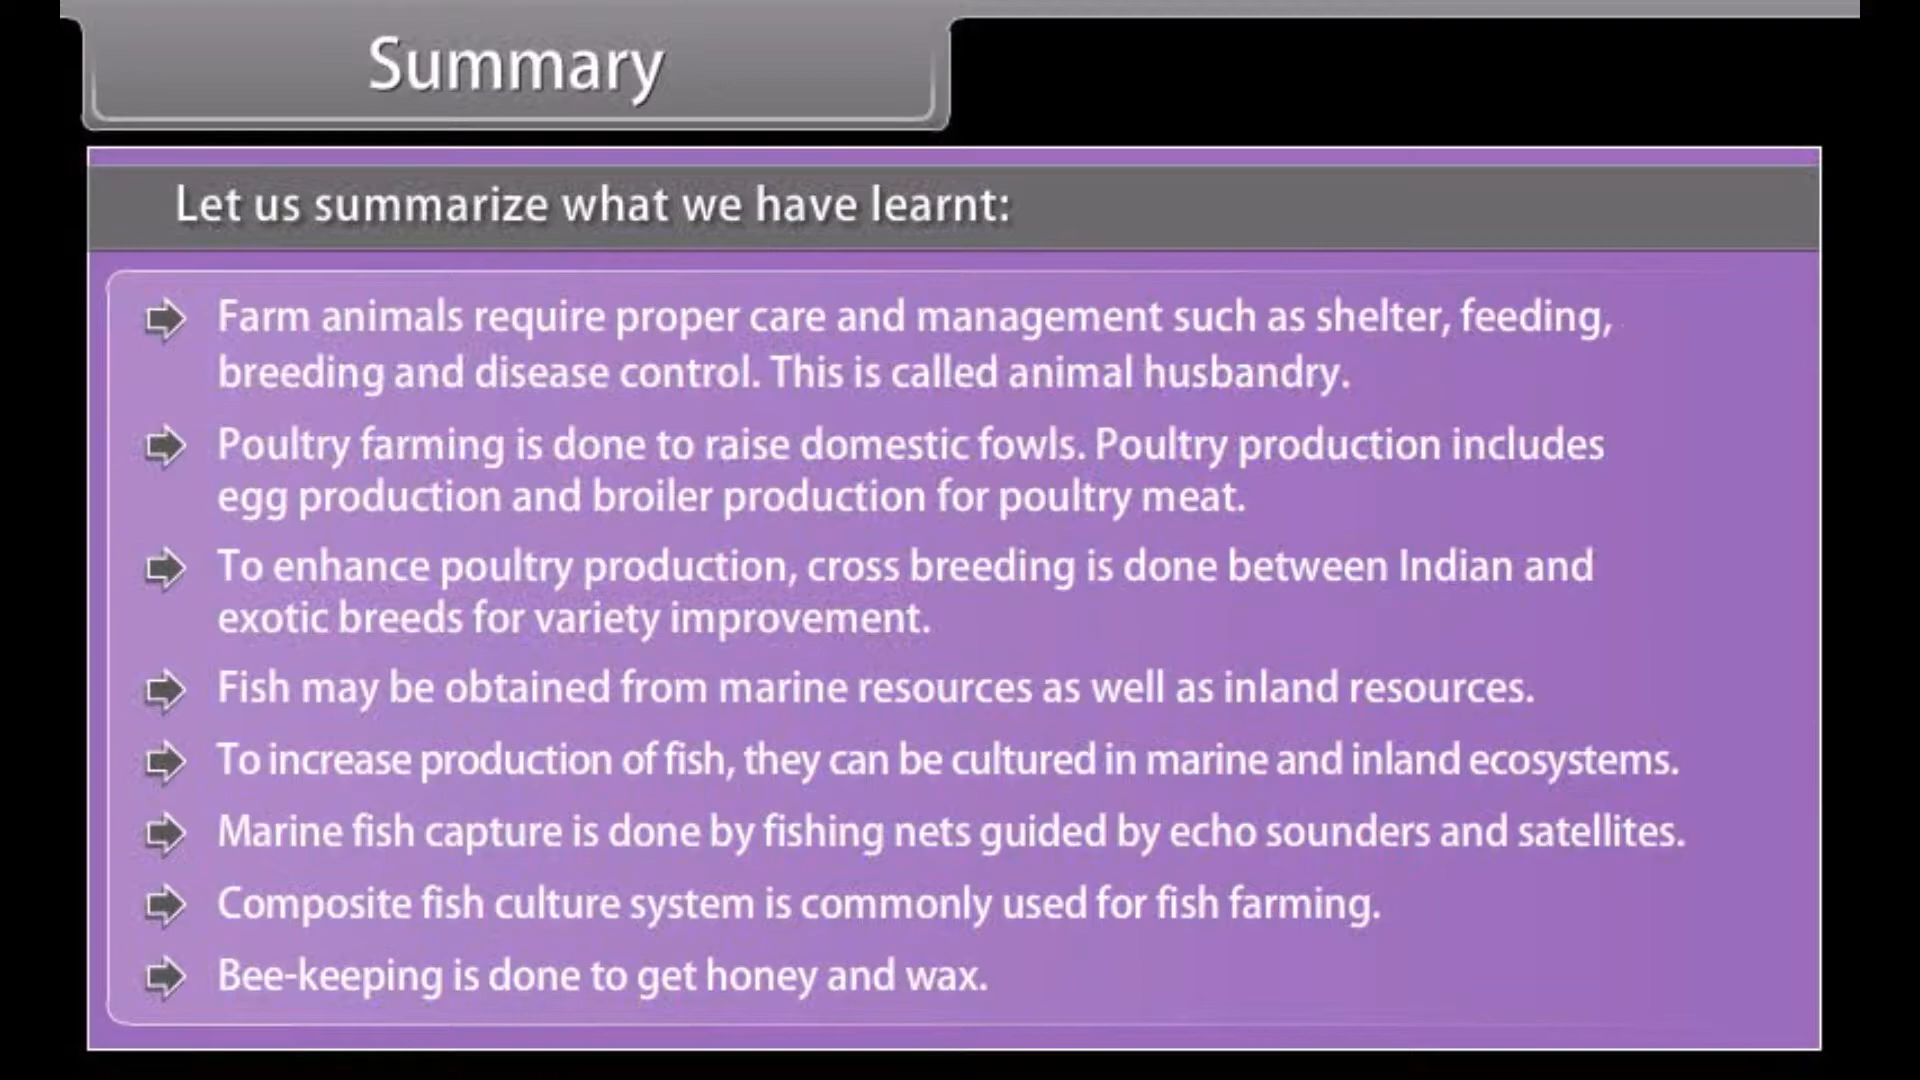 Summary
Let us summarize what we have learnt:
Farm animals require proper care and management such as shelter, feeding,
breeding and disease control. This is called animal husbandry.
Poultry farming is done to raise domestic fowls. Poultry production includes
egg production and broiler production for poultry meat.
To enhance poultry production, cross breeding is done between Indian and
exotic breeds for variety improvement.
Fish may be obtained from marine resources as well as inland resources.
To increase production of fish, they can be cultured in marine and inland ecosystems.
Marine fish capture is done by fishing nets guided by echo sounders and satellites.
Composite fish culture system is commonly used for fish farming.
Bee-keeping is done to get honey and wax.